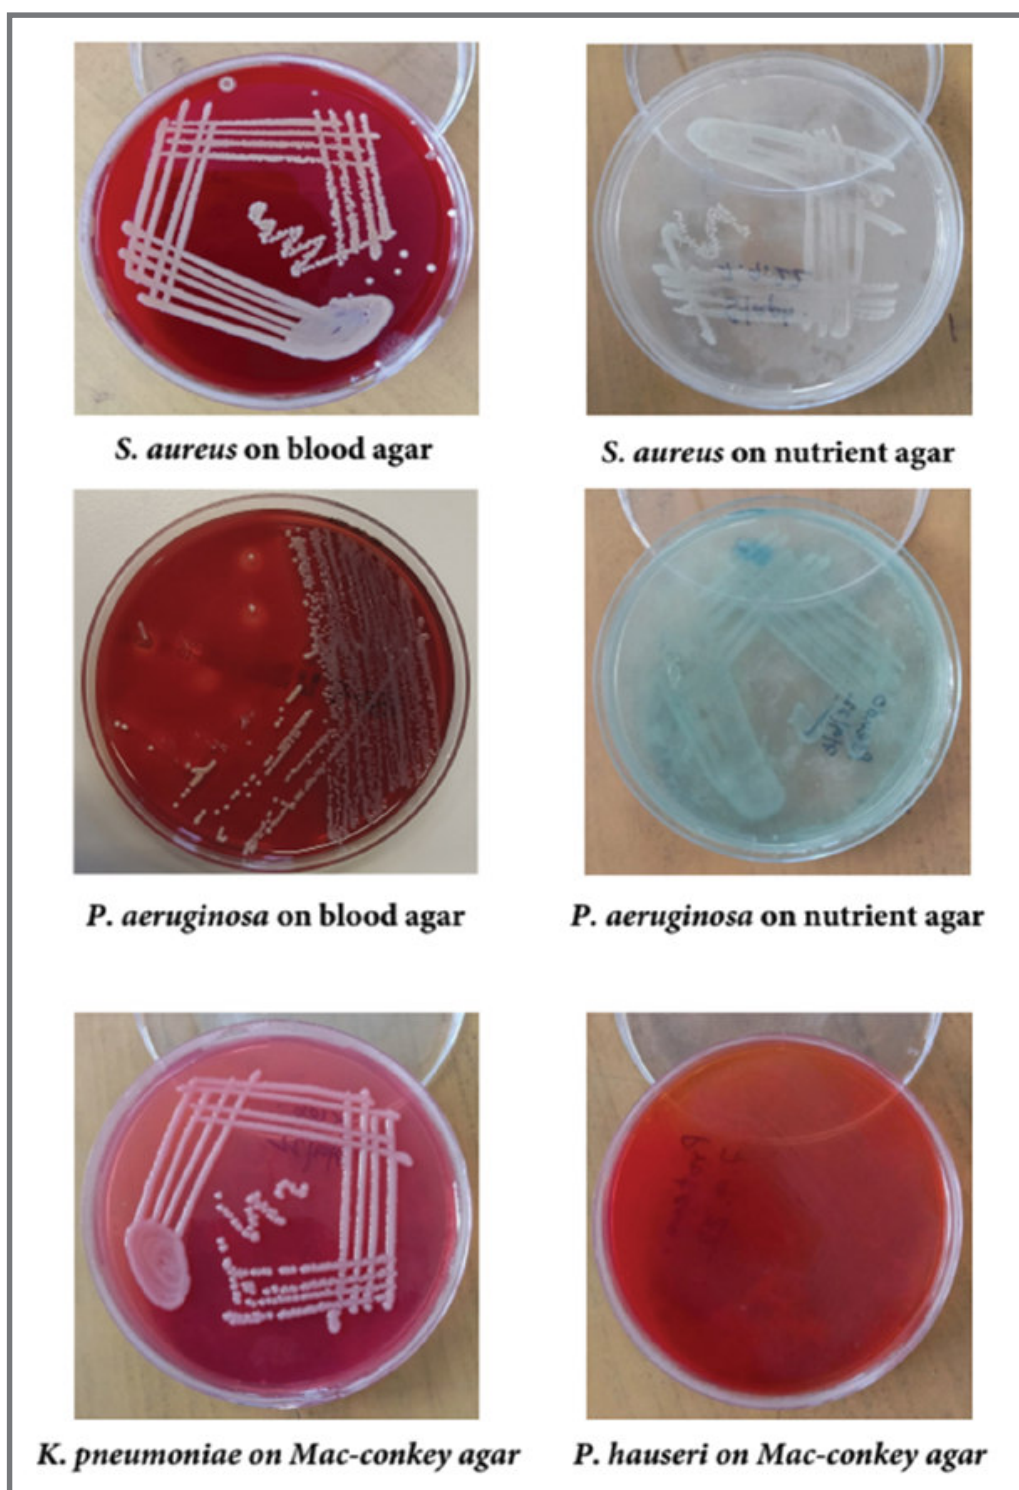 S. aureus on blood agar
S. aureus on nutrient agar
P. aeruginosa on blood agar
P. aeruginosa on nutrient agar
K. pneumoniae on Mac-conkey agar
P. hauseri on Mac-conkey agar